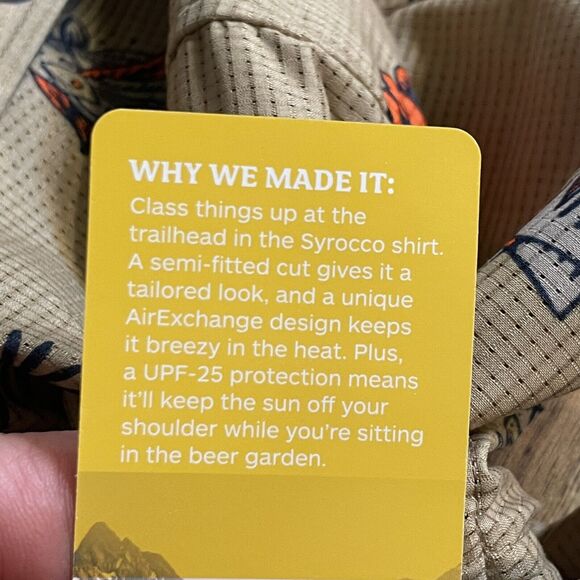 WHY WE MADE IT:
Class things up at the
trailhead in the Syrocco shirt.
A semi-fitted cut gives it a
tailored look, and a unique
AirExchange design keeps
it breezy in the heat. Plus,
a UPF-25 protection means
it'll keep the sun off your
shoulder while you're sitting
in the beer garden.